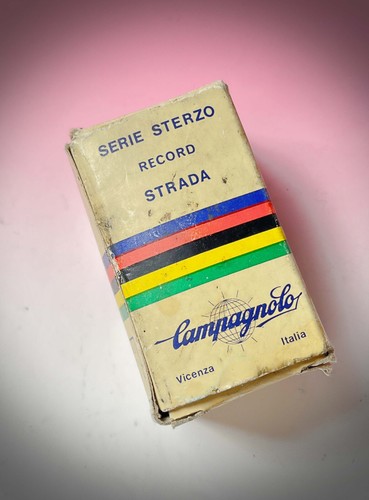 SERIE STERZO
RECORD
STRADA
Campagnolo
Vicenza Italia